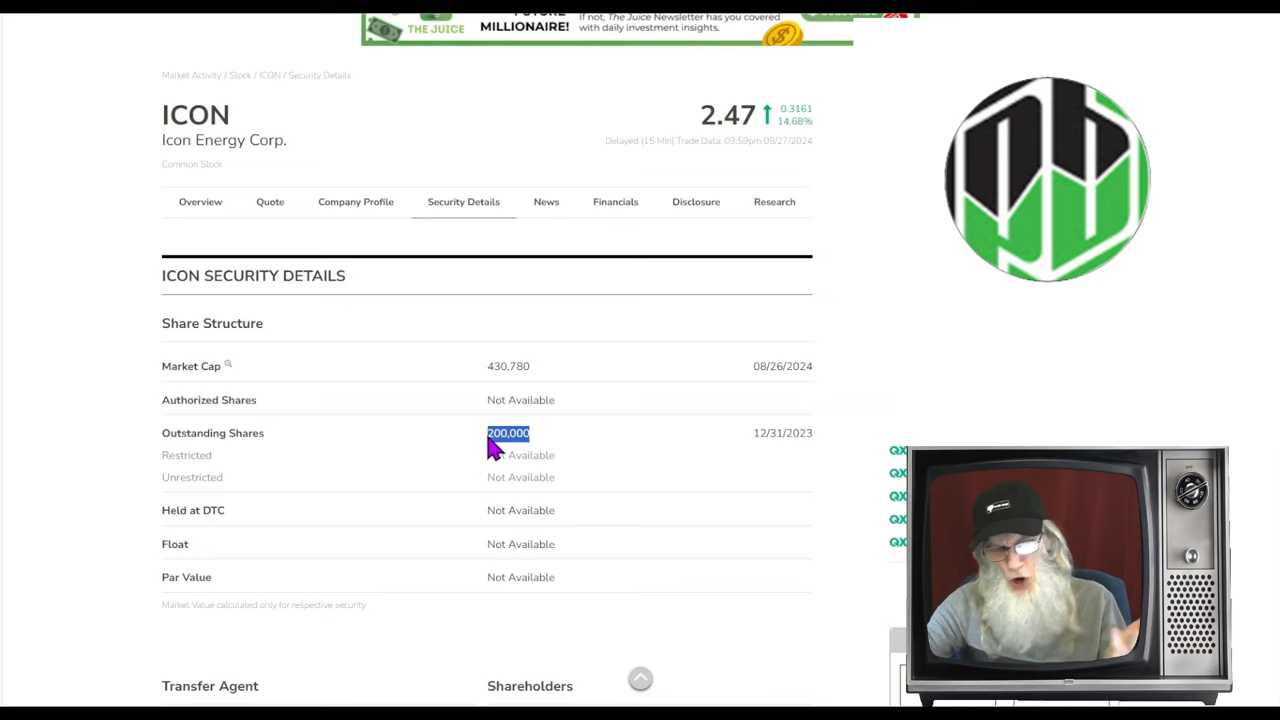 THE JUICE
MILLIONAIRE!
If not, The Juice Newsletter has you covered
with daily investment insights.
Market Activity / Stock / ICON / Security Details
ICON
2.47
0.3161
14.68%
Icon Energy Corp.
Delayed (15 Min) Trade Data: 03:59pm 08/27/2024
Common Stock
Overview
Quote
Company Profile
Security Details
News
Financials
Disclosure
Research
ICON SECURITY DETAILS
Share Structure
Market Cap
430,780
08/26/2024
Authorized Shares
Not Available
Outstanding Shares
200,000
12/31/2023
Restricted
Available
Unrestricted
Not Available
Held at DTC
Not Available
Float
Not Available
Par Value
Not Available
Market Value calculated only for respective security
Transfer Agent
Shareholders
QX
QX
QX
QX
QX